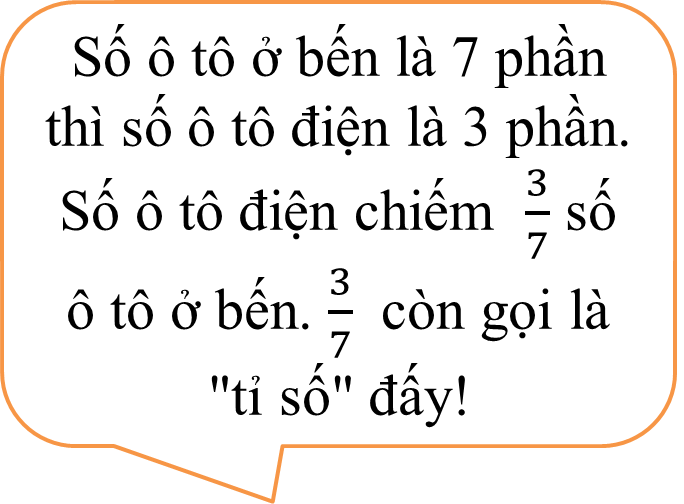 Số ô tô ở bến là 7 phần
thì số ô tô điện là 3 phần.
Số ô tô điện chiếm 3/7 số
ô tô ở bến. 3/7 còn gọi là
"tỉ số" đấy!